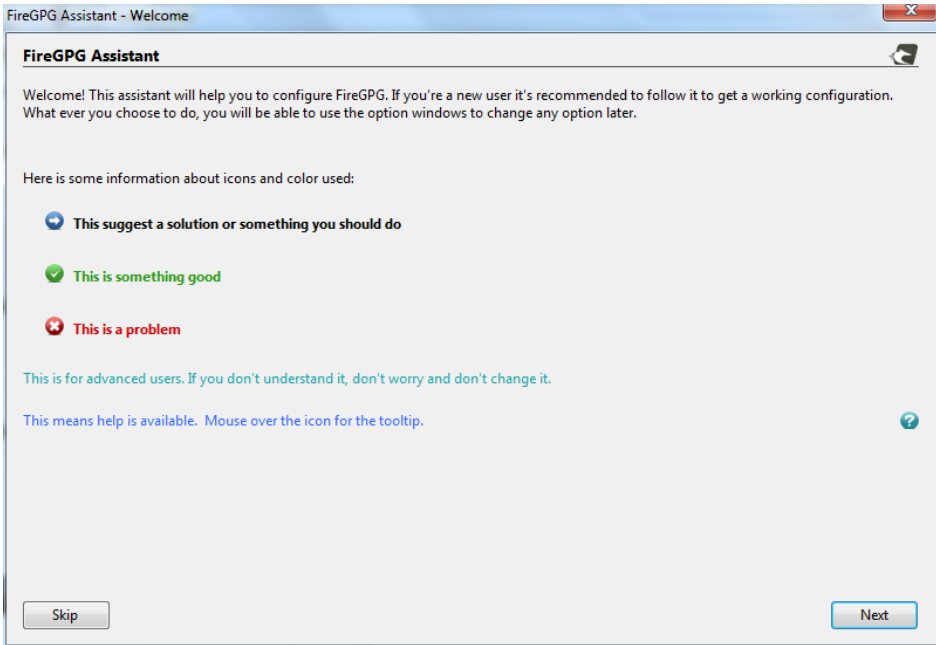 FireGPG Assistant - Welcome
FireGPG Assistant
Welcome! This assistant will help you to configure FireGPG. If you're a new user it's recommended to follow it to get a working configuration.
What ever you choose to do, you will be able to use the option windows to change any option later.
Here is some information about icons and color used:
This suggest a solution or something you should do
This is something good
This is a problem
This is for advanced users. If you don't understand it, don't worry and don't change it.
This means help is available. Mouse over the icon for the tooltip.
Skip
Next